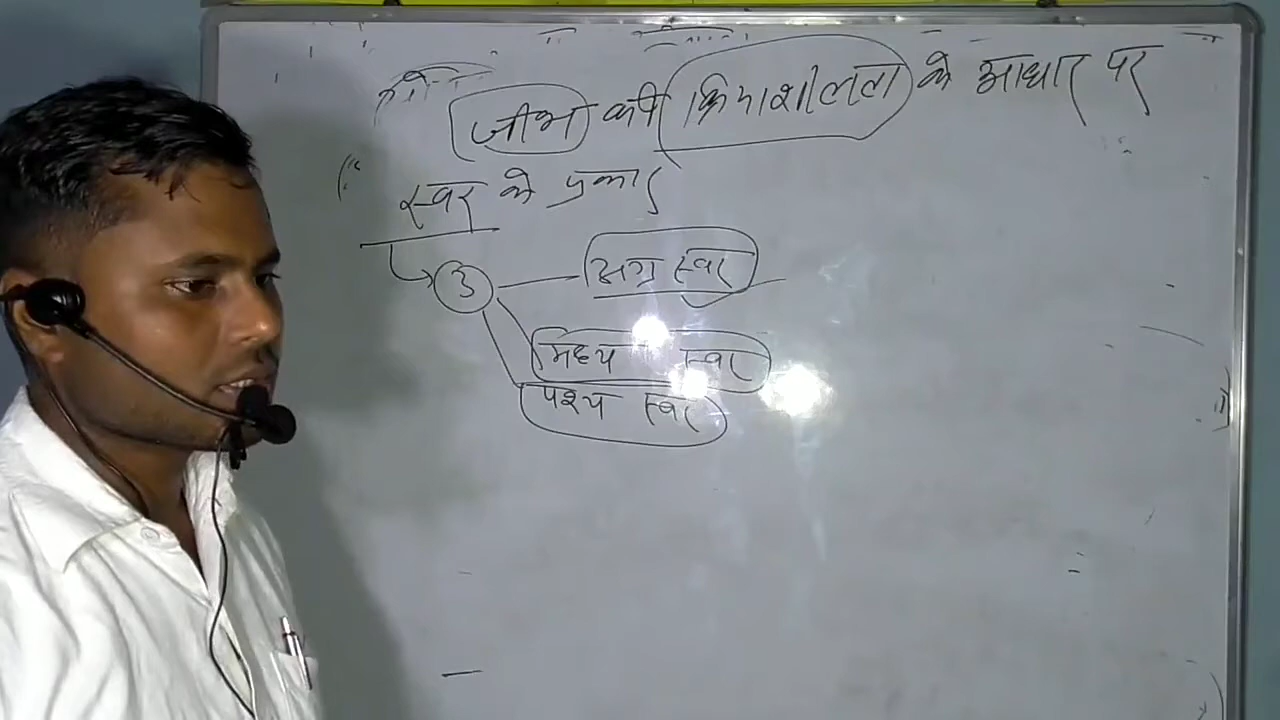 जीभ की क्रियाशीलता के आधार पर
स्वर के प्रकार
3
अग्र स्वर
मध्य स्वर
पश्च स्वर